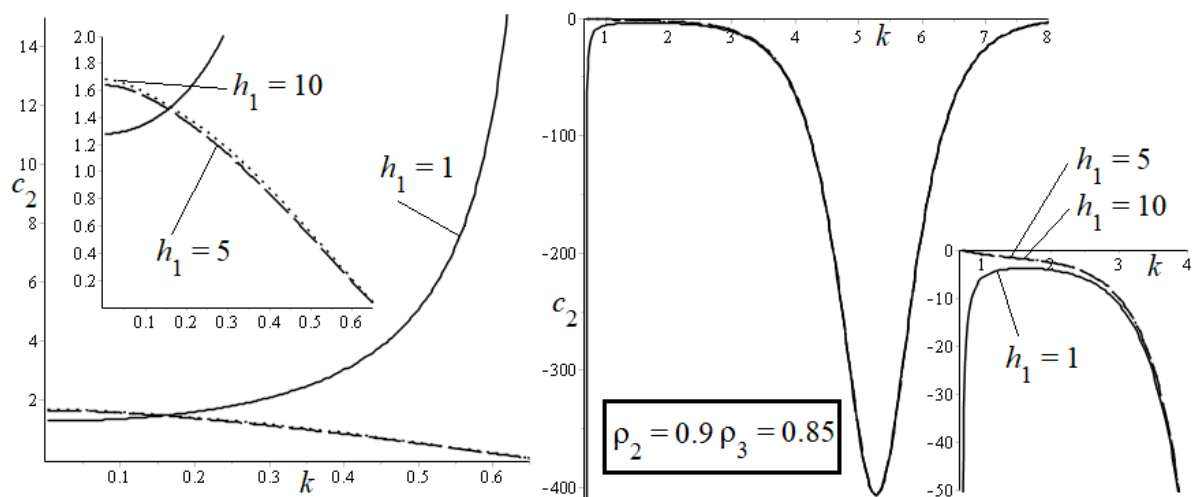 14
12
10
c₂
8
6
4
2
0.1 0.2 0.3 0.4 0.5 0.6
k
2.0
1.8
1.6
1.4
1.2
1.0
0.8
0.6
0.4
0.2
0.1 0.2 0.3 0.4 0.5 0.6
h₁ = 10
h₁ = 5
h₁ = 1
0
1 2 3 4 5 6 7 8
k
-100
-200
c₂
-300
-400
ρ₂ = 0.9 ρ₃ = 0.85
h₁ = 5
h₁ = 10
0
1 2 3 4
k
-10
-20
-30
-40
-50
h₁ = 1